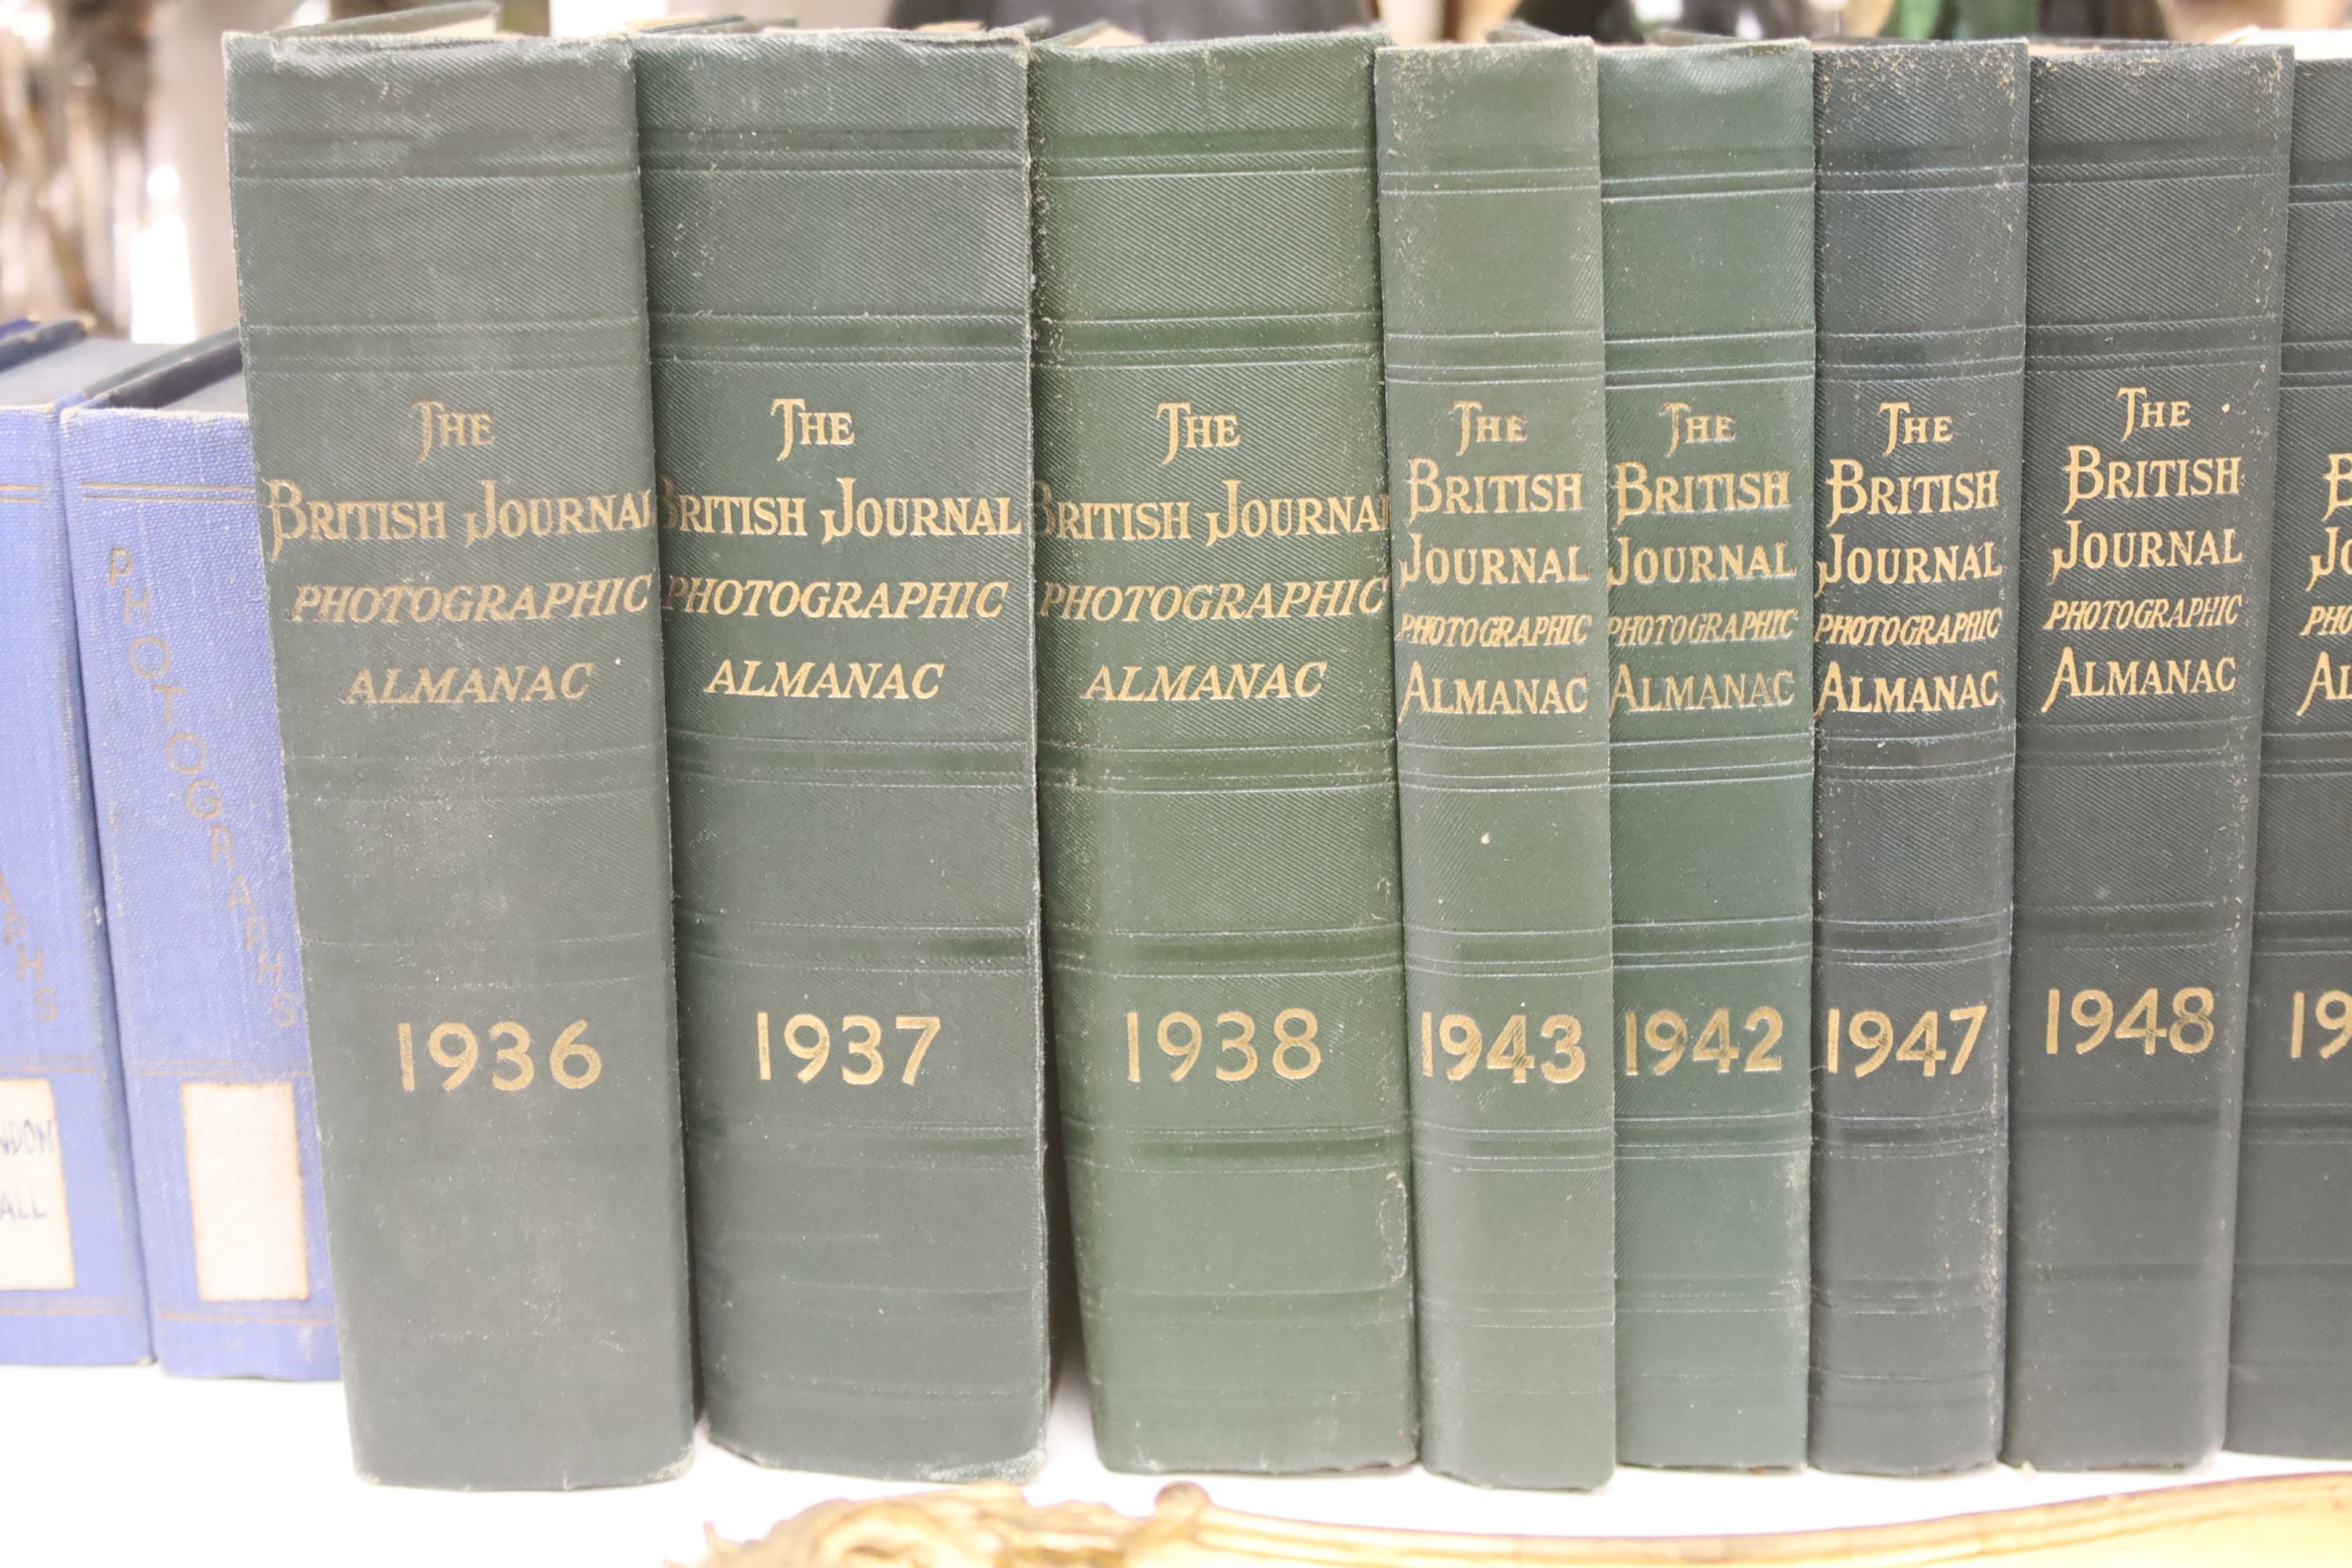 PHOTOGRAPHS
THE
BRITISH JOURNAL
PHOTOGRAPHIC
ALMANAC
1936
THE
BRITISH JOURNAL
PHOTOGRAPHIC
ALMANAC
1937
THE
BRITISH JOURNAL
PHOTOGRAPHIC
ALMANAC
1938
THE
BRITISH
JOURNAL
PHOTOGRAPHIC
ALMANAC
1943
THE
BRITISH
JOURNAL
PHOTOGRAPHIC
ALMANAC
1942
THE
BRITISH
JOURNAL
PHOTOGRAPHIC
ALMANAC
1947
THE
BRITISH
JOURNAL
PHOTOGRAPHIC
ALMANAC
1948